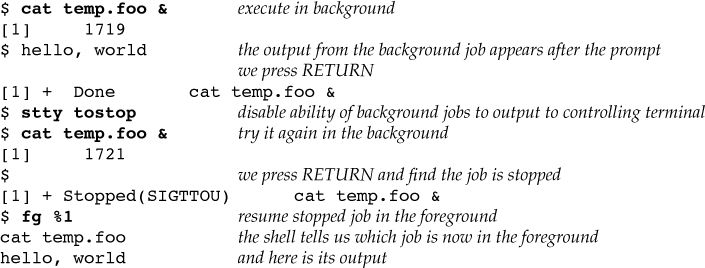 $ cat temp.foo & execute in background
[1] 1719
$ hello, world the output from the background job appears after the prompt
we press RETURN
[1] + Done cat temp.foo &
$ stty tostop disable ability of background jobs to output to controlling terminal
$ cat temp.foo & try it again in the background
[1] 1721
$ we press RETURN and find the job is stopped
[1] + Stopped(SIGTTOU) cat temp.foo &
$ fg %1 resume stopped job in the foreground
cat temp.foo the shell tells us which job is now in the foreground
hello, world and here is its output